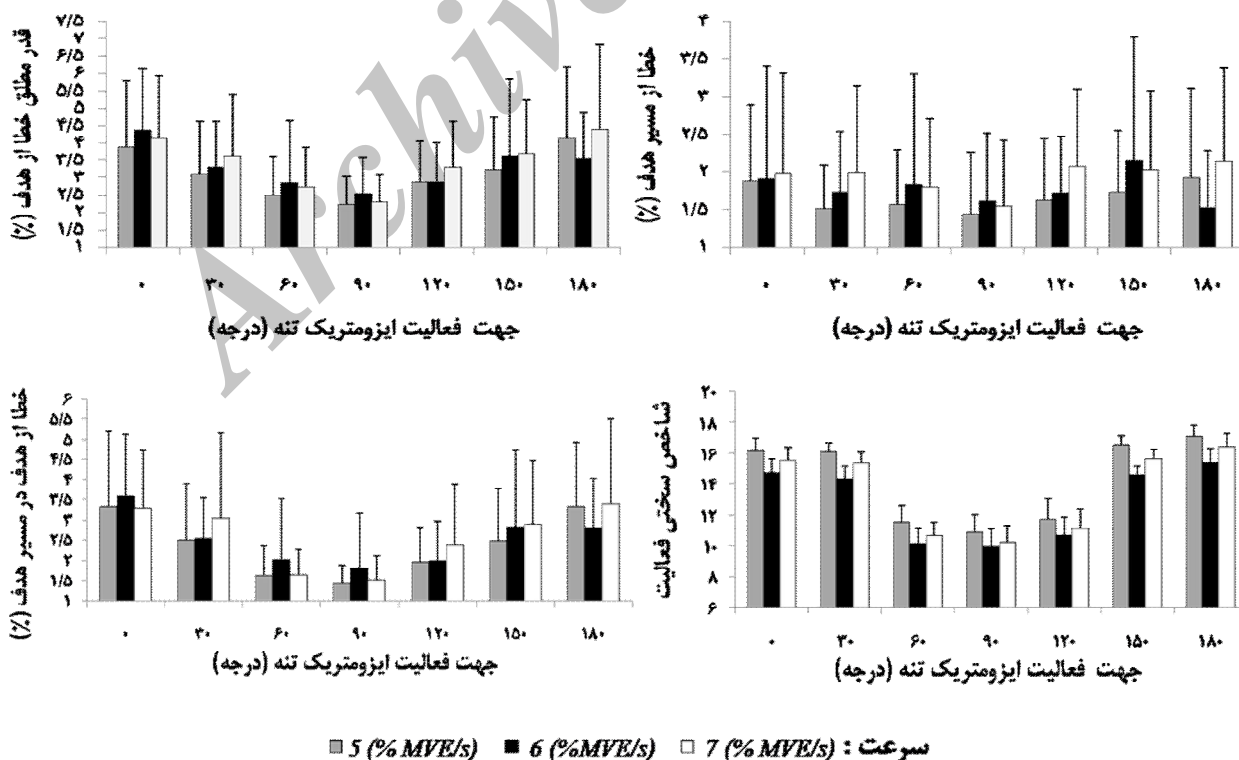 قدر مطلق خطا از هدف (%)
۷/۵
۷
۶/۵
۶
۵/۵
۵
۴/۵
۴
۳/۵
۳
۲/۵
۲
۱/۵
۱
۰ ۳۰ ۶۰ ۹۰ ۱۲۰ ۱۵۰ ۱۸۰
جهت فعالیت ایزومتریک تنه (درجه)
خطا از مسیر هدف (%)
۴
۳/۵
۳
۲/۵
۲
۱/۵
۱
۰ ۳۰ ۶۰ ۹۰ ۱۲۰ ۱۵۰ ۱۸۰
جهت فعالیت ایزومتریک تنه (درجه)
خطا از هدف در مسیر هدف (%)
۶
۵/۵
۵
۴/۵
۴
۳/۵
۳
۲/۵
۲
۱/۵
۱
۰ ۳۰ ۶۰ ۹۰ ۱۲۰ ۱۵۰ ۱۸۰
جهت فعالیت ایزومتریک تنه (درجه)
شاخص سختی فعالیت
۲۰
۱۸
۱۶
۱۴
۱۲
۱۰
۸
۶
۰ ۳۰ ۶۰ ۹۰ ۱۲۰ ۱۵۰ ۱۸۰
جهت فعالیت ایزومتریک تنه (درجه)
سرعت : 5 (% MVE/s) 6 (%MVE/s) 7 (% MVE/s)
Archive